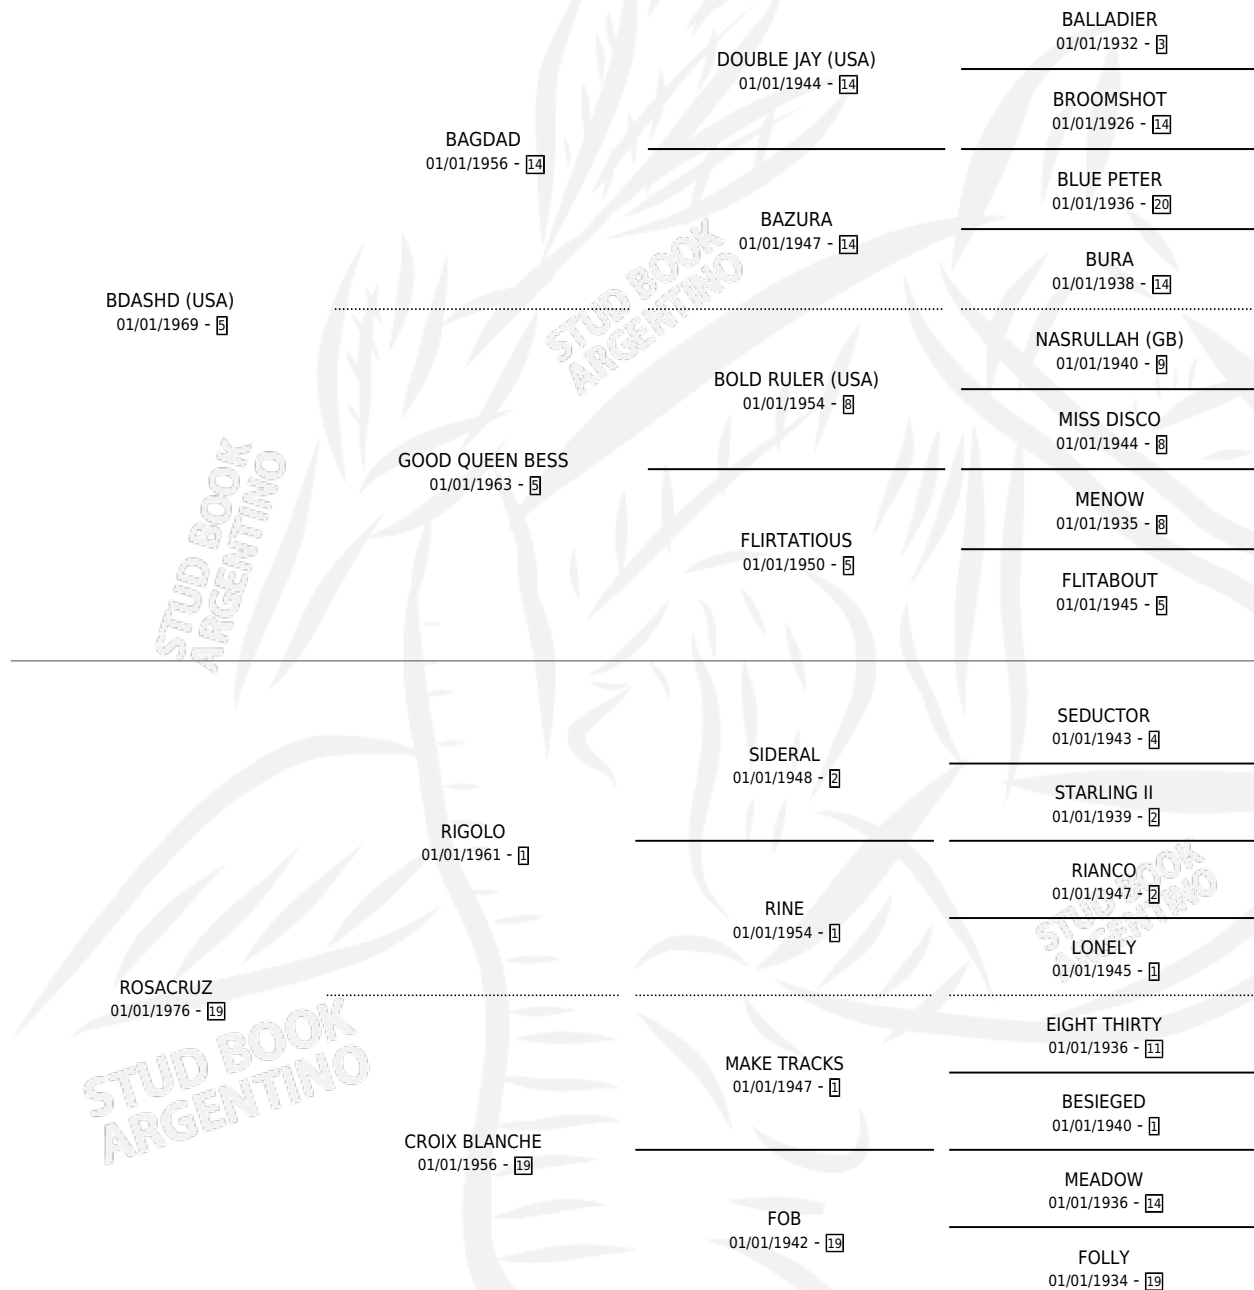 BALLADIER
01/01/1932 - 3
DOUBLE JAY (USA)
01/01/1944 - 14
BROOMSHOT
01/01/1926 - 14
BAGDAD
01/01/1956 - 14
BLUE PETER
01/01/1936 - 20
BAZURA
01/01/1947 - 14
BURA
01/01/1938 - 14
BDASHD (USA)
01/01/1969 - 5
STUD BOOK
ARGENTINO
NASRULLAH (GB)
01/01/1940 - 9
BOLD RULER (USA)
01/01/1954 - 8
MISS DISCO
01/01/1944 - 8
GOOD QUEEN BESS
01/01/1963 - 5
MENOW
01/01/1935 - 8
FLIRTATIOUS
01/01/1950 - 5
FLITABOUT
01/01/1945 - 5
STUD BOOK
ARGENTINO
SEDUCTOR
01/01/1943 - 4
SIDERAL
01/01/1948 - 2
STARLING II
01/01/1939 - 2
RIGOLO
01/01/1961 - 1
RIANCO
01/01/1947 - 2
RINE
01/01/1954 - 1
LONELY
01/01/1945 - 1
STUD BOOK
ARGENTINO
ROSACRUZ
01/01/1976 - 19
EIGHT THIRTY
01/01/1936 - 11
MAKE TRACKS
01/01/1947 - 1
BESIEGED
01/01/1940 - 1
STUD BOOK
ARGENTINO
CROIX BLANCHE
01/01/1956 - 19
MEADOW
01/01/1936 - 14
FOB
01/01/1942 - 19
FOLLY
01/01/1934 - 19